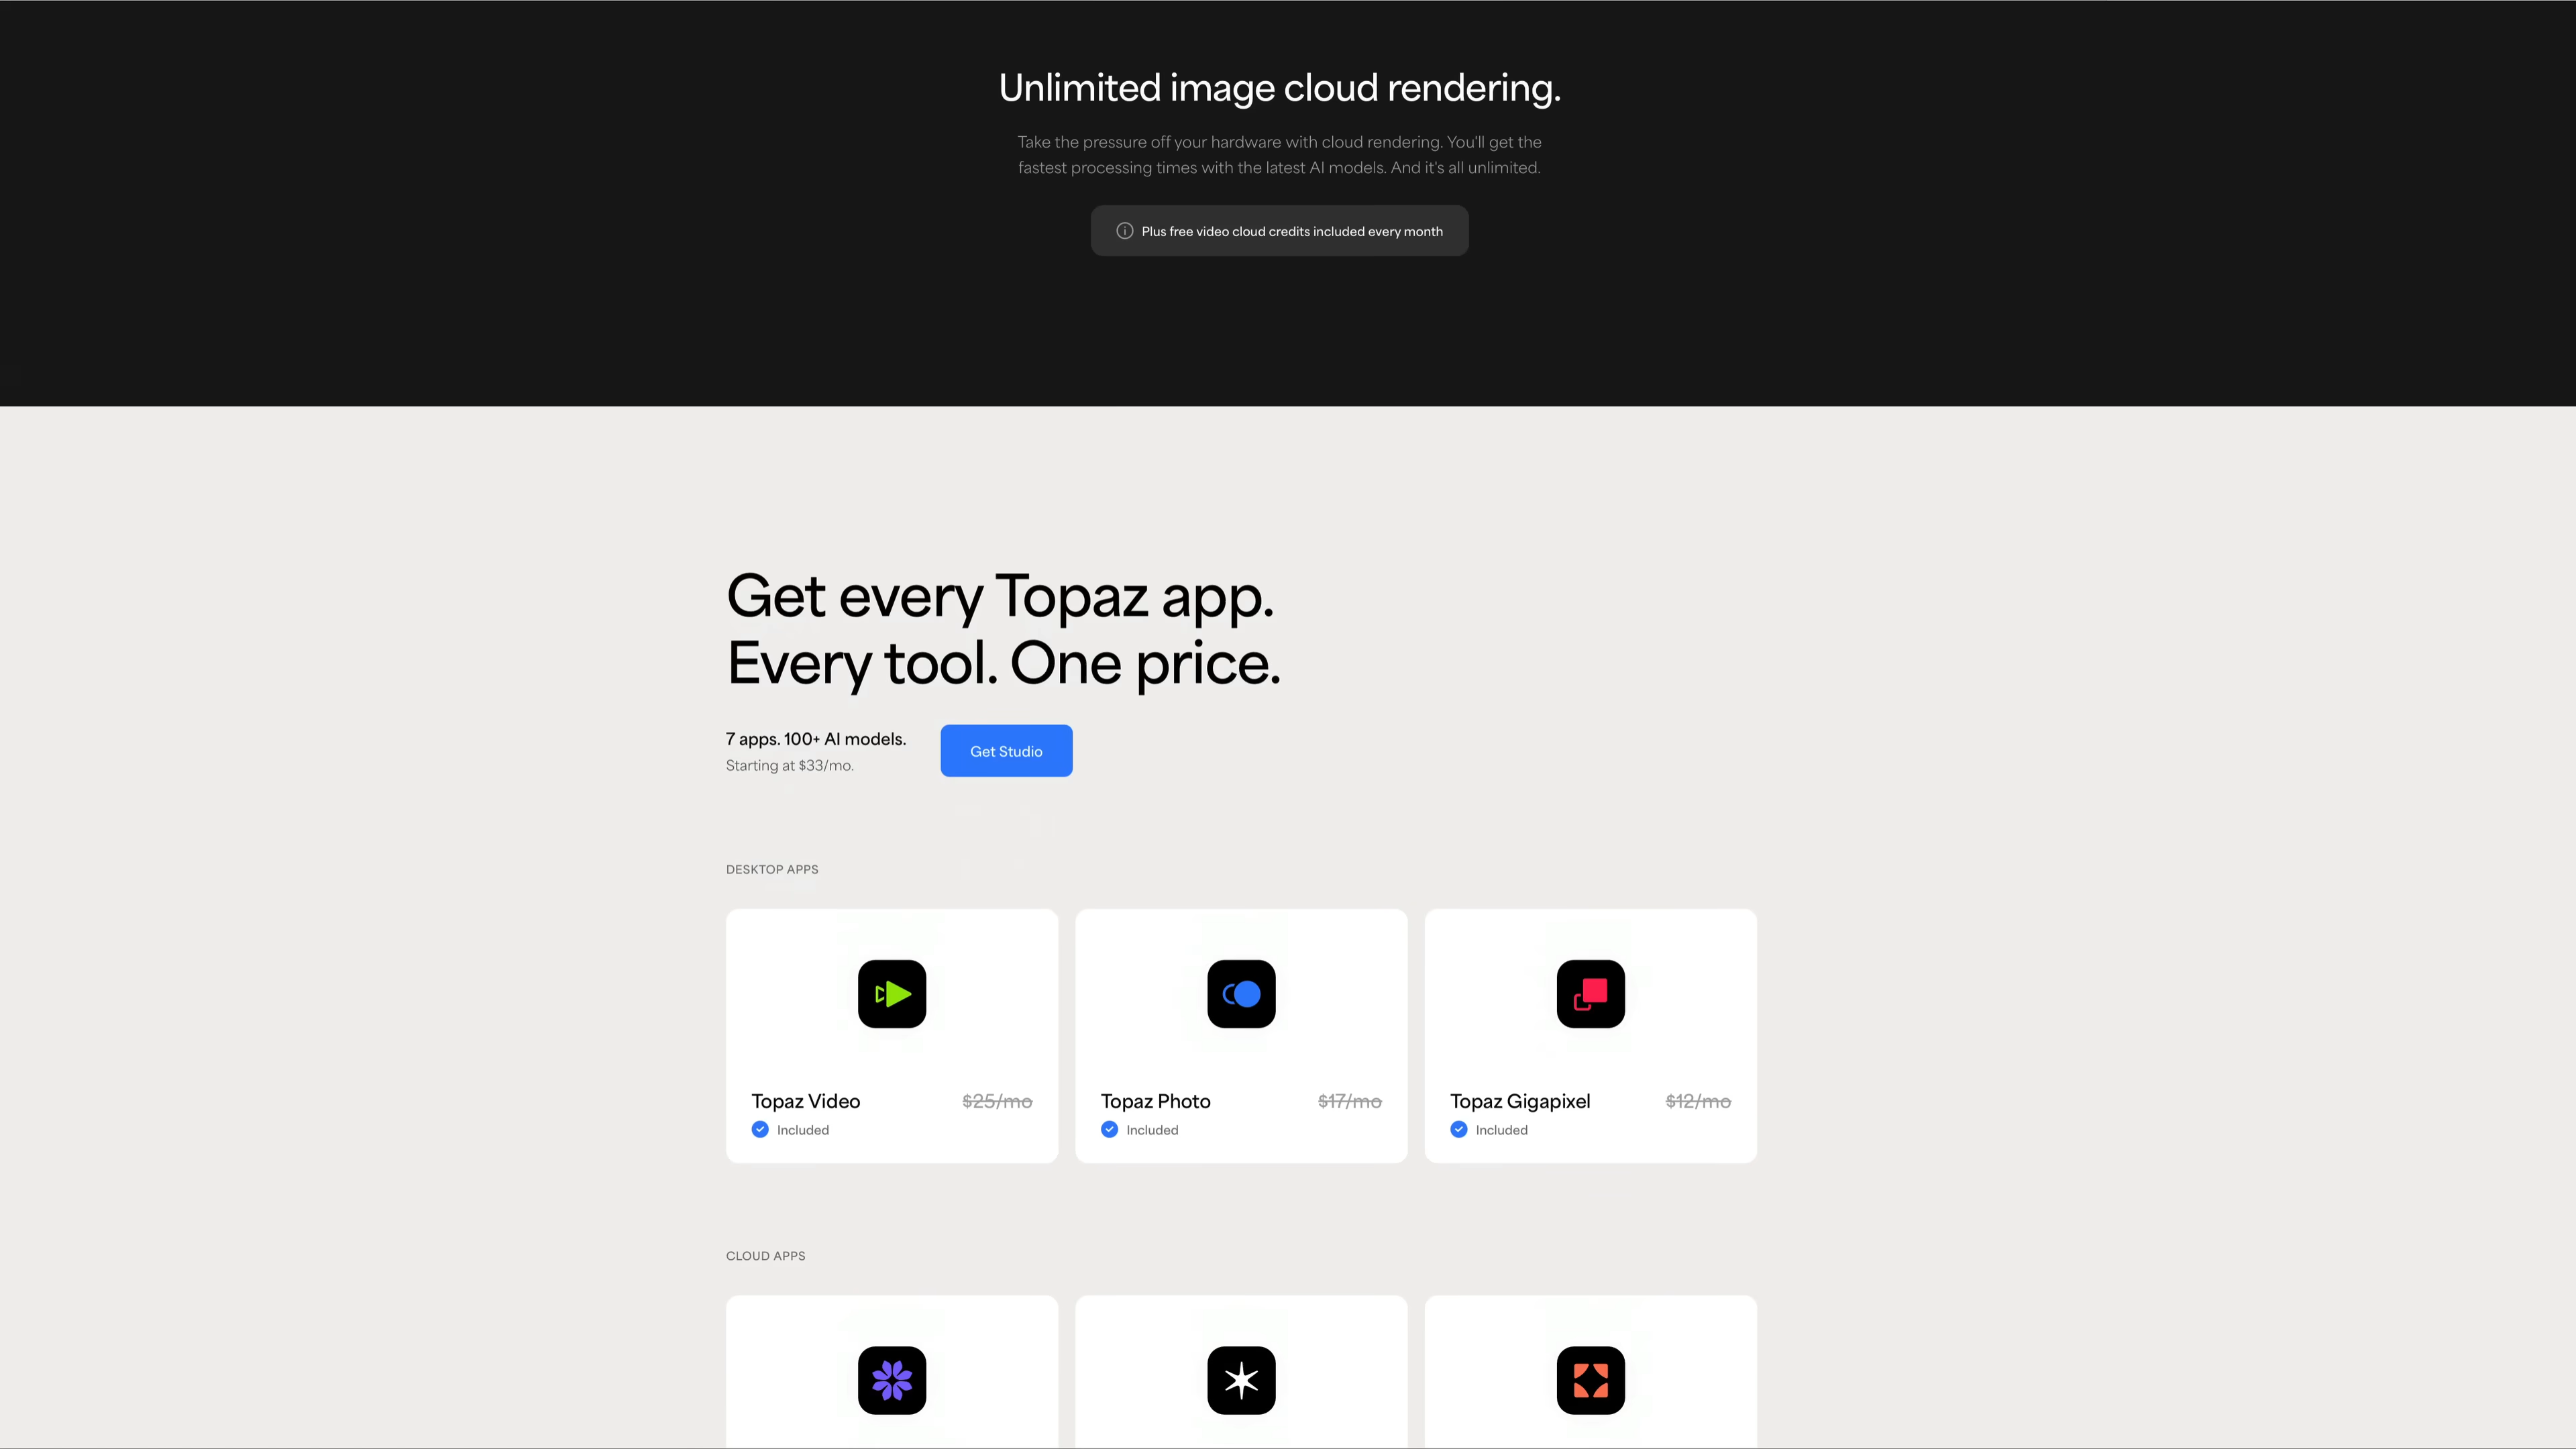 Unlimited image cloud rendering.
Take the pressure off your hardware with cloud rendering. You'll get the
fastest processing times with the latest AI models. And it's all unlimited.
Plus free video cloud credits included every month
Get every Topaz app.
Every tool. One price.
7 apps. 100+ AI models.
Starting at $33/mo.
Get Studio
DESKTOP APPS
Topaz Video
$25/mo
Included
Topaz Photo
$17/mo
Included
Topaz Gigapixel
$12/mo
Included
CLOUD APPS